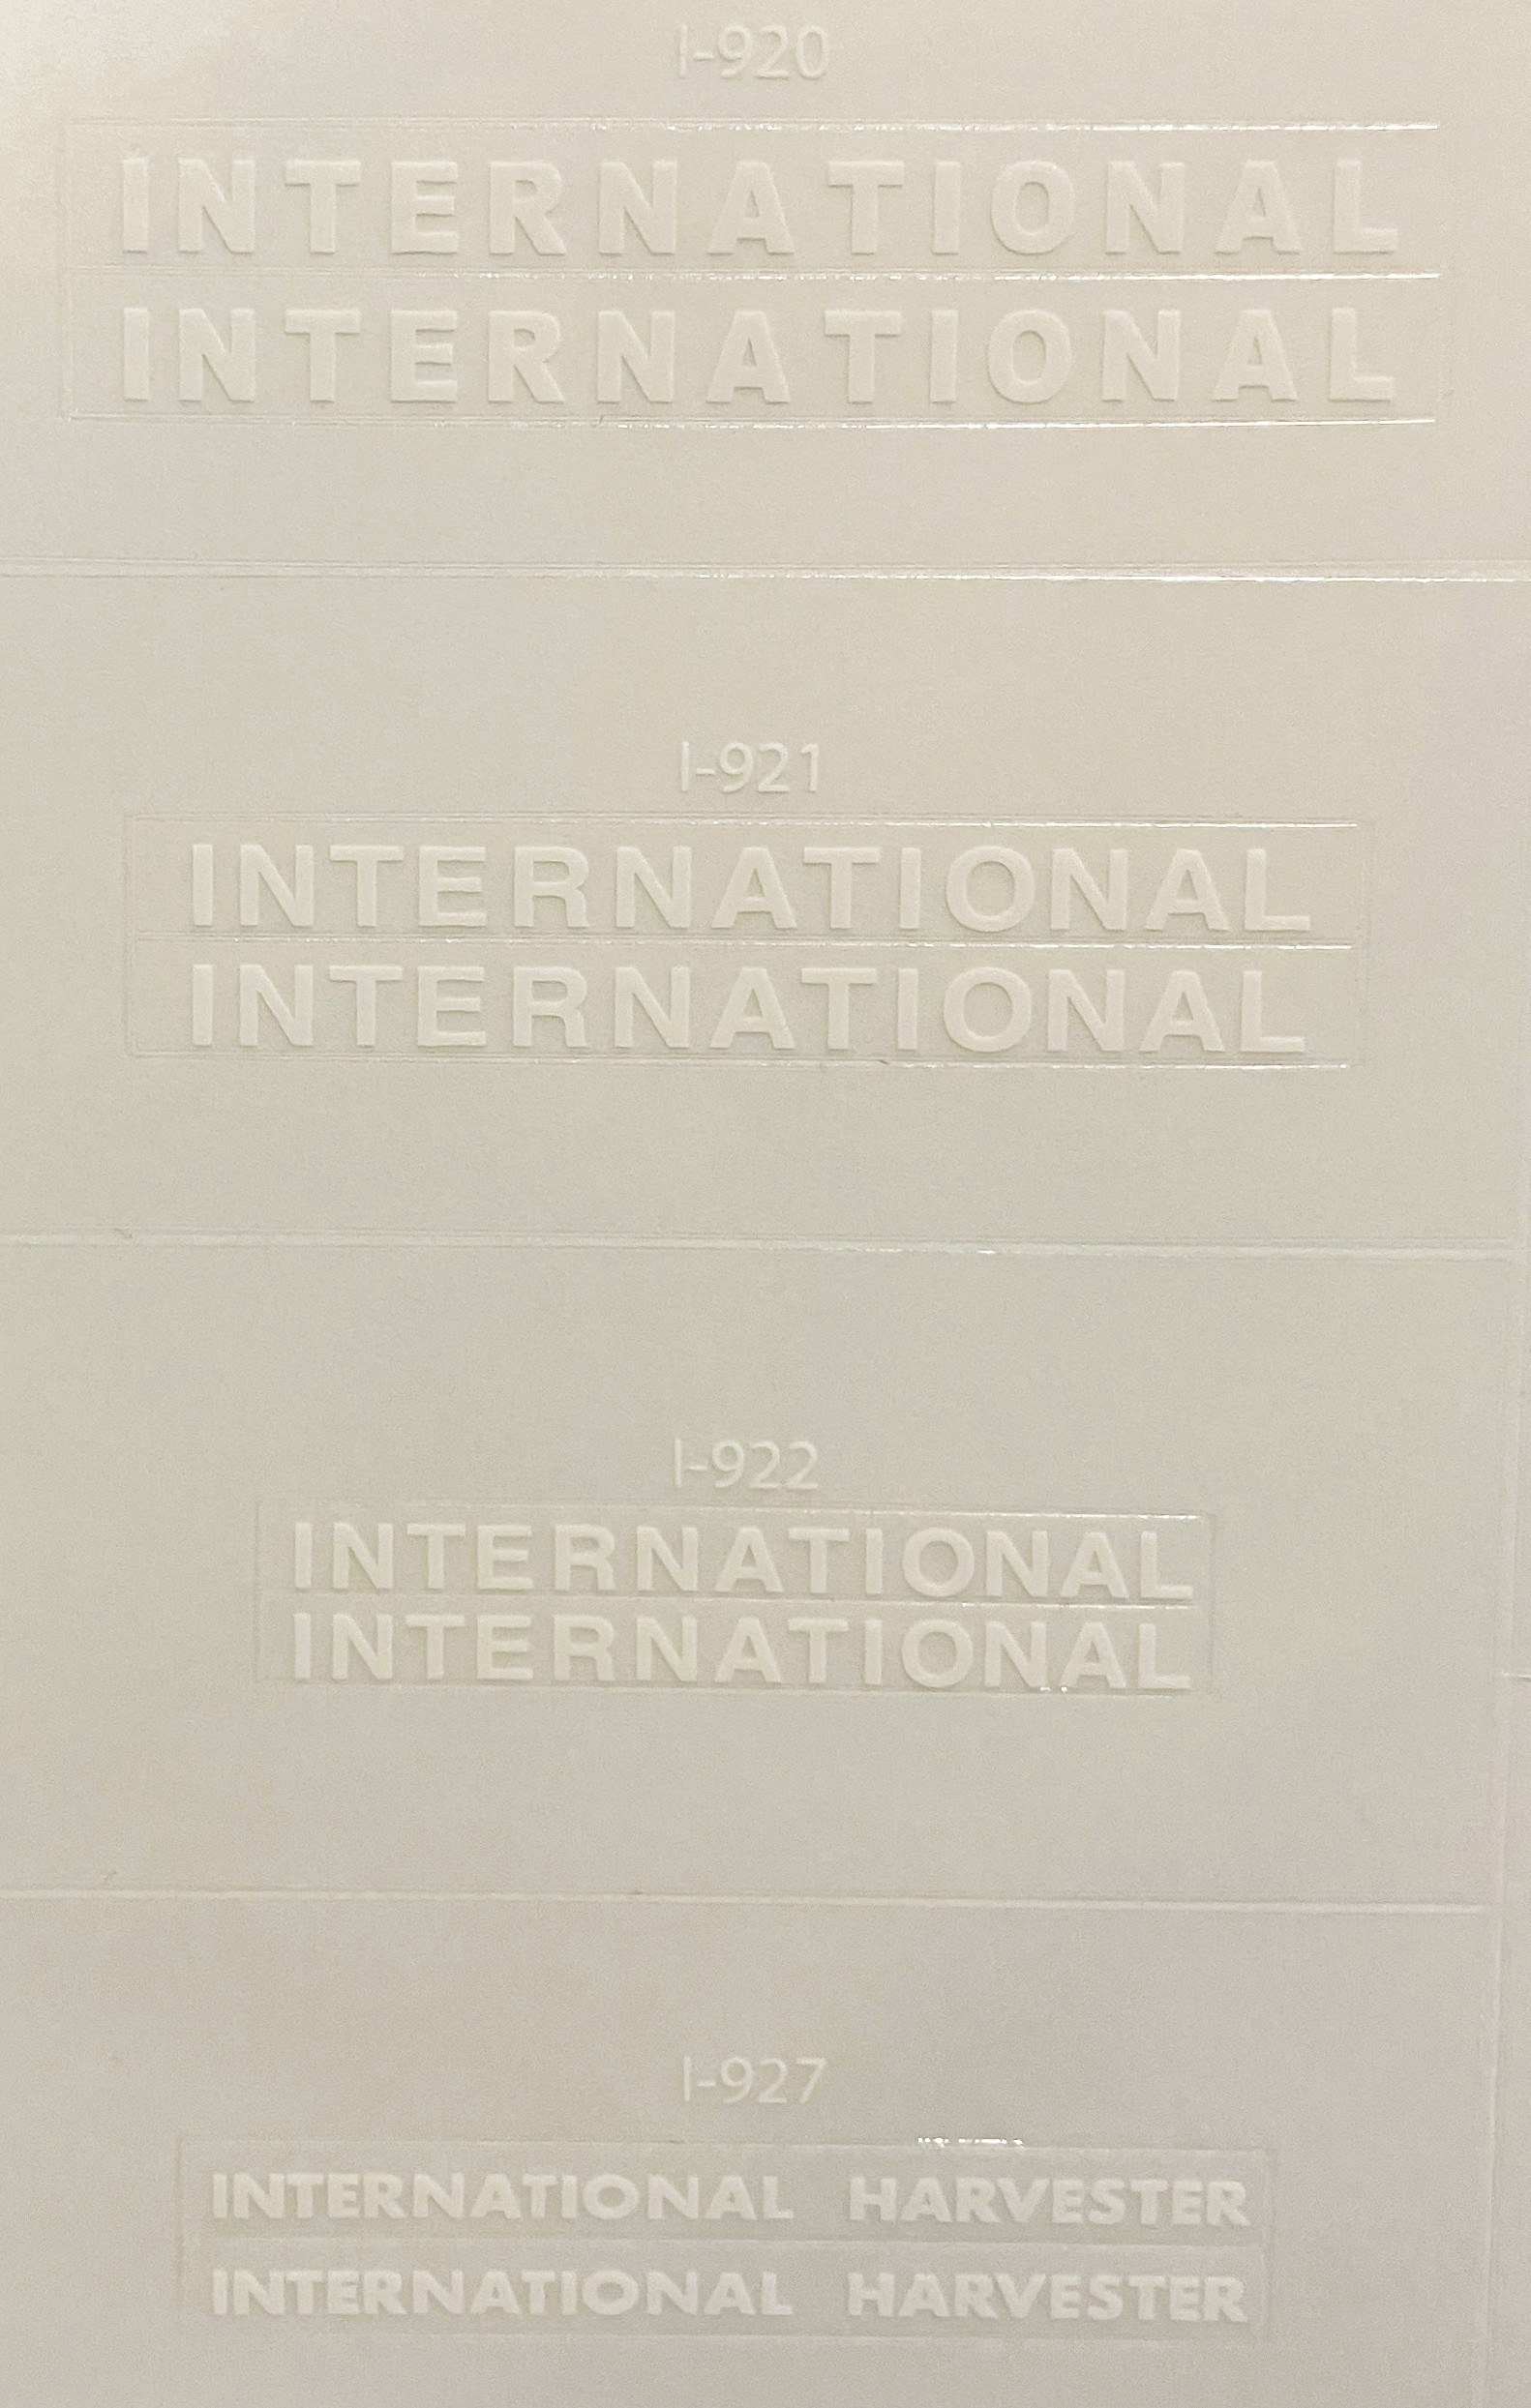 I-920
INTERNATIONAL
INTERNATIONAL
I-921
INTERNATIONAL
INTERNATIONAL
I-922
INTERNATIONAL
INTERNATIONAL
I-927
INTERNATIONAL HARVESTER
INTERNATIONAL HARVESTER